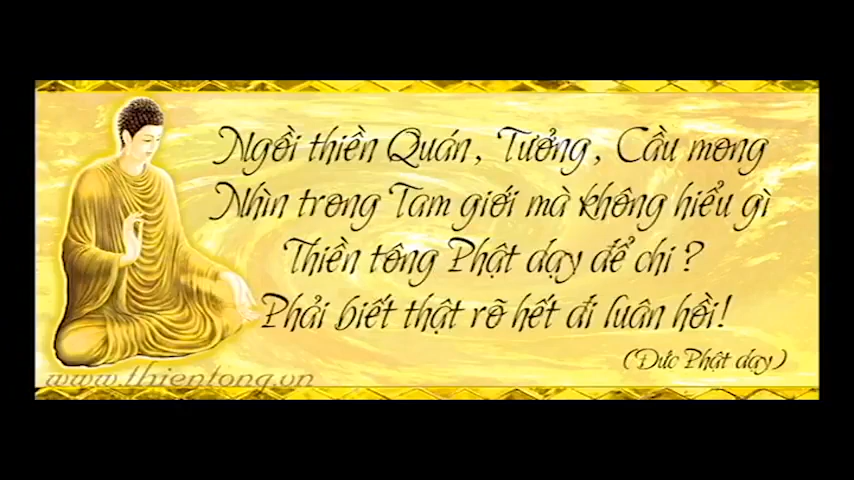 Ngồi thiền Quán, Tưởng, Cầu mong
Nhìn trong Tam giới mà không hiểu gì
Thiền tông Phật dạy để chi ?
Phải biết thật rõ hết đi luân hồi!
(Đức Phật dạy)
www.thientong.vn